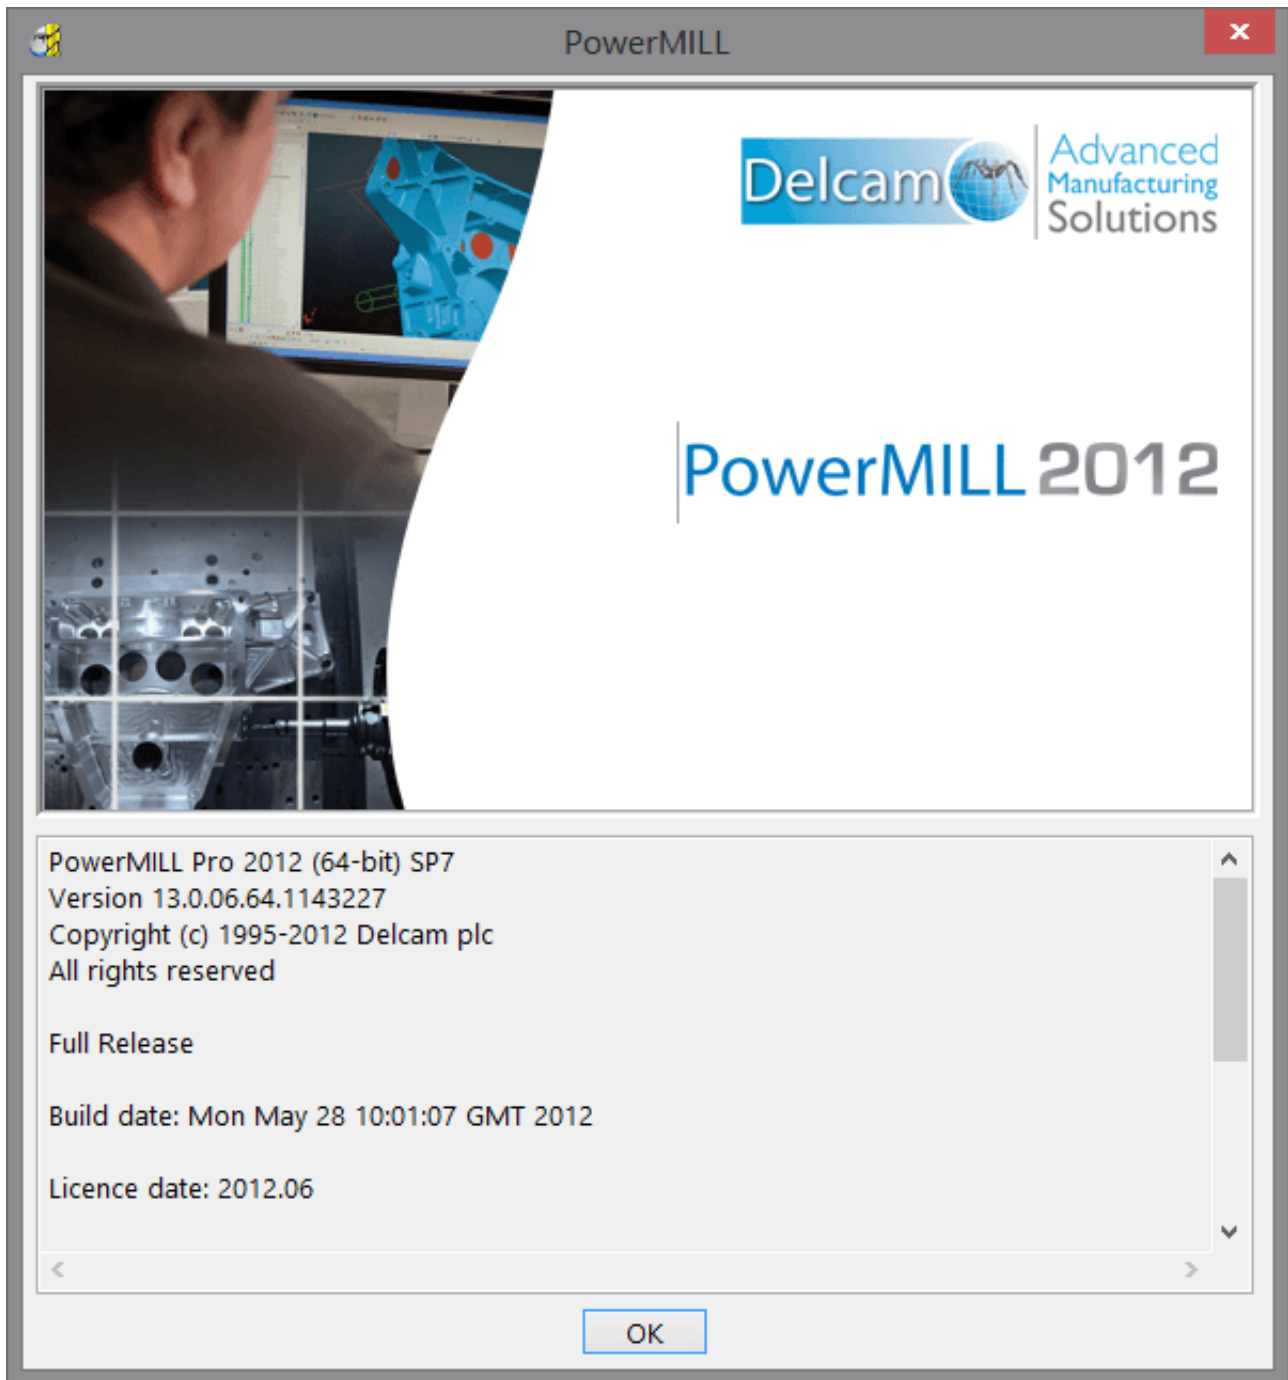 PowerMILL
Delcam
Advanced
Manufacturing
Solutions
PowerMILL 2012
PowerMILL Pro 2012 (64-bit) SP7
Version 13.0.06.64.1143227
Copyright (c) 1995-2012 Delcam plc
All rights reserved
Full Release
Build date: Mon May 28 10:01:07 GMT 2012
Licence date: 2012.06
OK